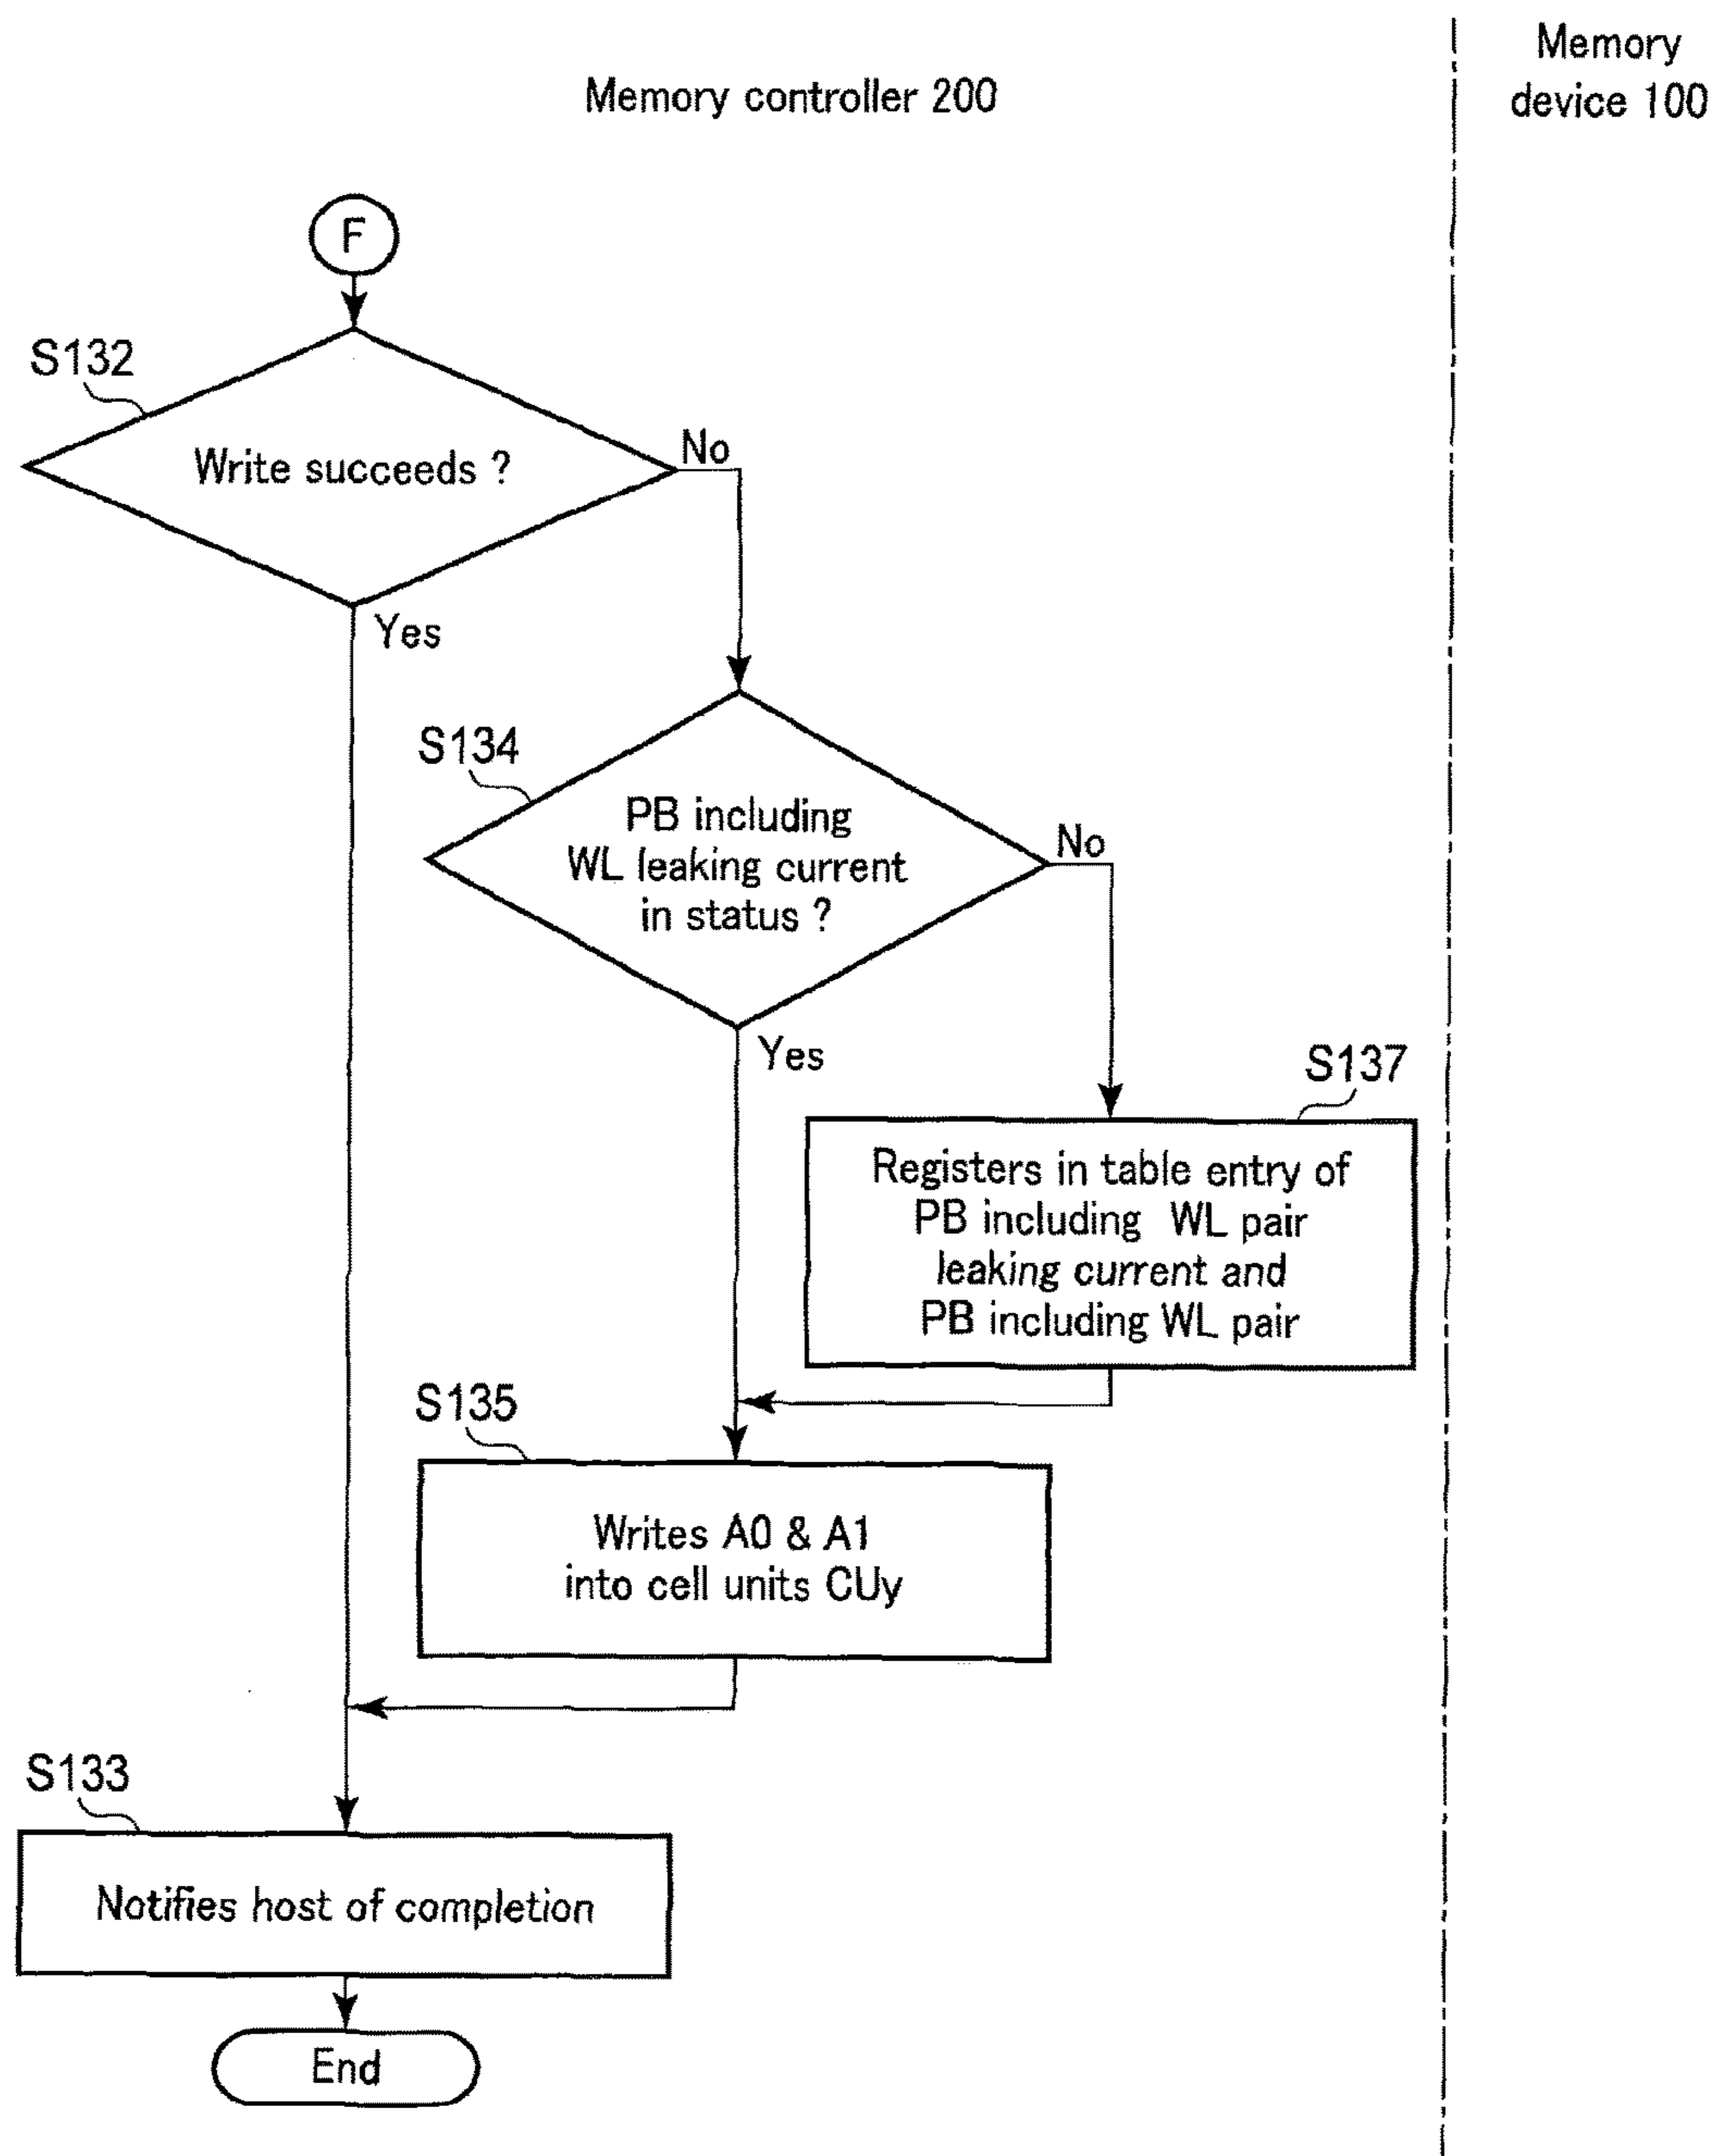 Memory controller 200
Memory
device 100
F
S132
Write succeeds ?
No
Yes
S134
PB including
WL leaking current
in status ?
No
Yes
S137
Registers in table entry of
PB including WL pair
leaking current and
PB including WL pair
S135
Writes A0 & A1
into cell units CUy
S133
Notifies host of completion
End